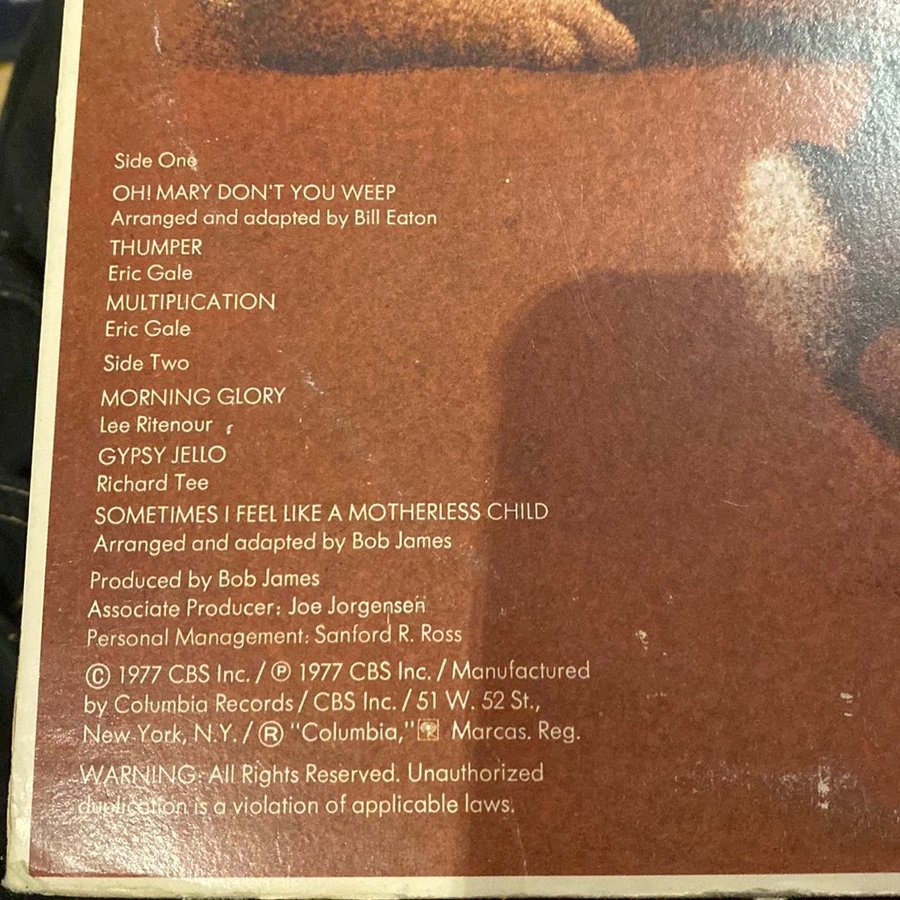 Side One
OH! MARY DON'T YOU WEEP
Arranged and adapted by Bill Eaton
THUMPER
Eric Gale
MULTIPLICATION
Eric Gale
Side Two
MORNING GLORY
Lee Ritenour
GYPSY JELLO
Richard Tee
SOMETIMES I FEEL LIKE A MOTHERLESS CHILD
Arranged and adapted by Bob James
Produced by Bob James
Associate Producer: Joe Jorgensen
Personal Management: Sanford R. Ross
© 1977 CBS Inc. / ℗ 1977 CBS Inc. / Manufactured
by Columbia Records / CBS Inc. / 51 W. 52 St.,
New York, N.Y. / ® "Columbia," Marcas. Reg.
WARNING: All Rights Reserved. Unauthorized
duplication is a violation of applicable laws.